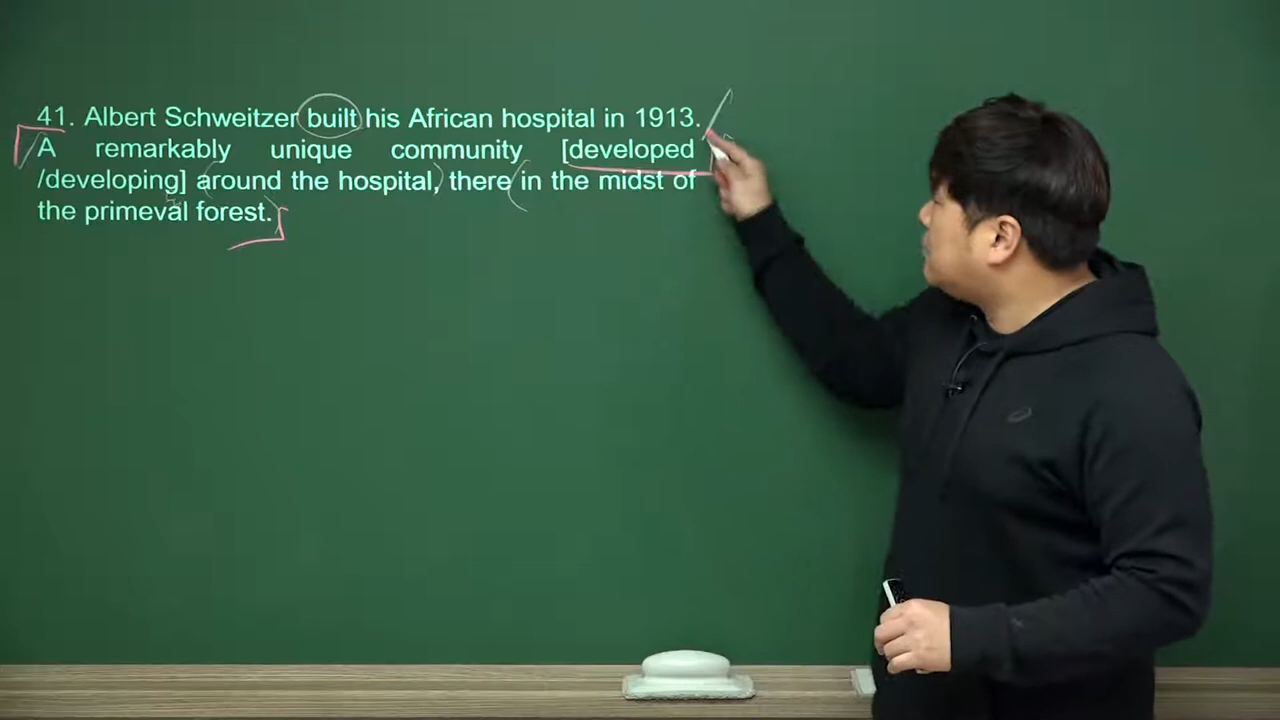 41. Albert Schweitzer built his African hospital in 1913.
A remarkably unique community [developed
/developing] around the hospital, there in the midst of
the primeval forest.